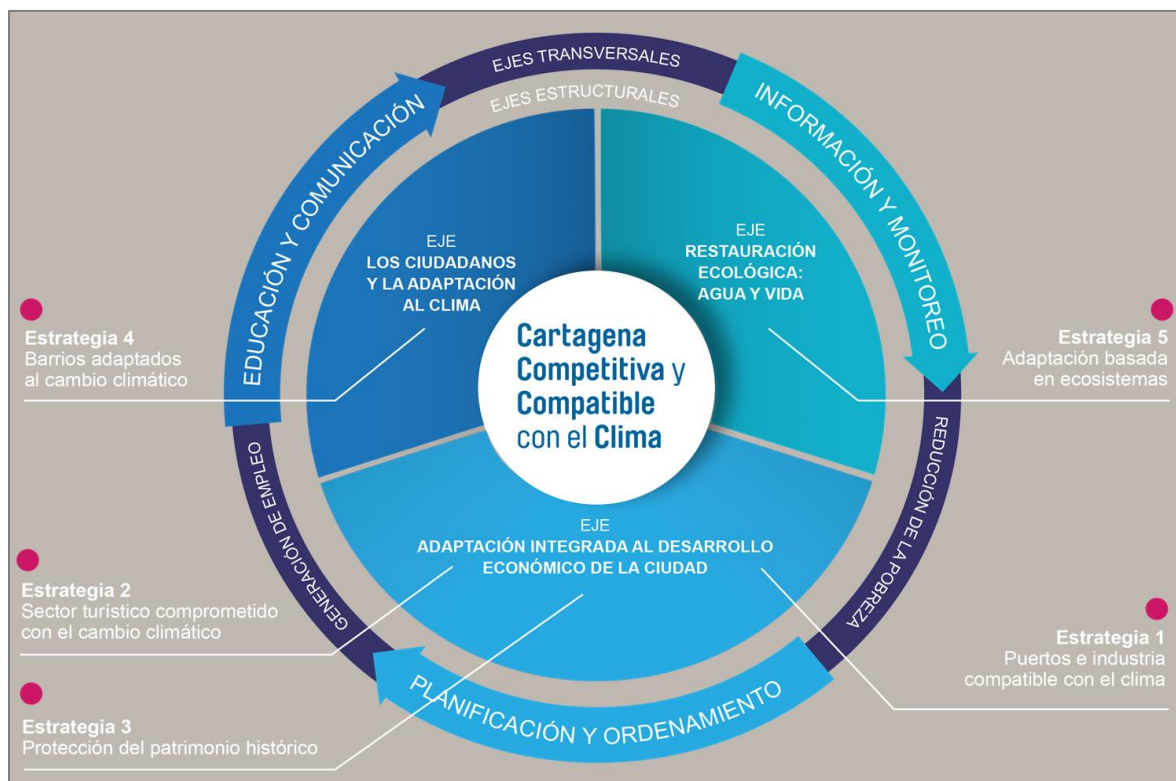 EJES TRANSVERSALES
EJES ESTRUCTURALES
EDUCACIÓN Y COMUNICACIÓN
INFORMACIÓN Y MONITOREO
EJE
LOS CIUDADANOS
Y LA ADAPTACIÓN
AL CLIMA
EJE
RESTAURACIÓN
ECOLÓGICA:
AGUA Y VIDA
Cartagena
Competitiva y
Compatible
con el Clima
Estrategia 4
Barrios adaptados
al cambio climático
Estrategia 5
Adaptación basada
en ecosistemas
GENERACIÓN DE EMPLEO
REDUCCIÓN DE LA POBREZA
EJE
ADAPTACIÓN INTEGRADA AL DESARROLLO
ECONÓMICO DE LA CIUDAD
Estrategia 2
Sector turístico comprometido
con el cambio climático
Estrategia 1
Puertos e industria
compatible con el clima
PLANIFICACIÓN Y ORDENAMIENTO
Estrategia 3
Protección del patrimonio histórico